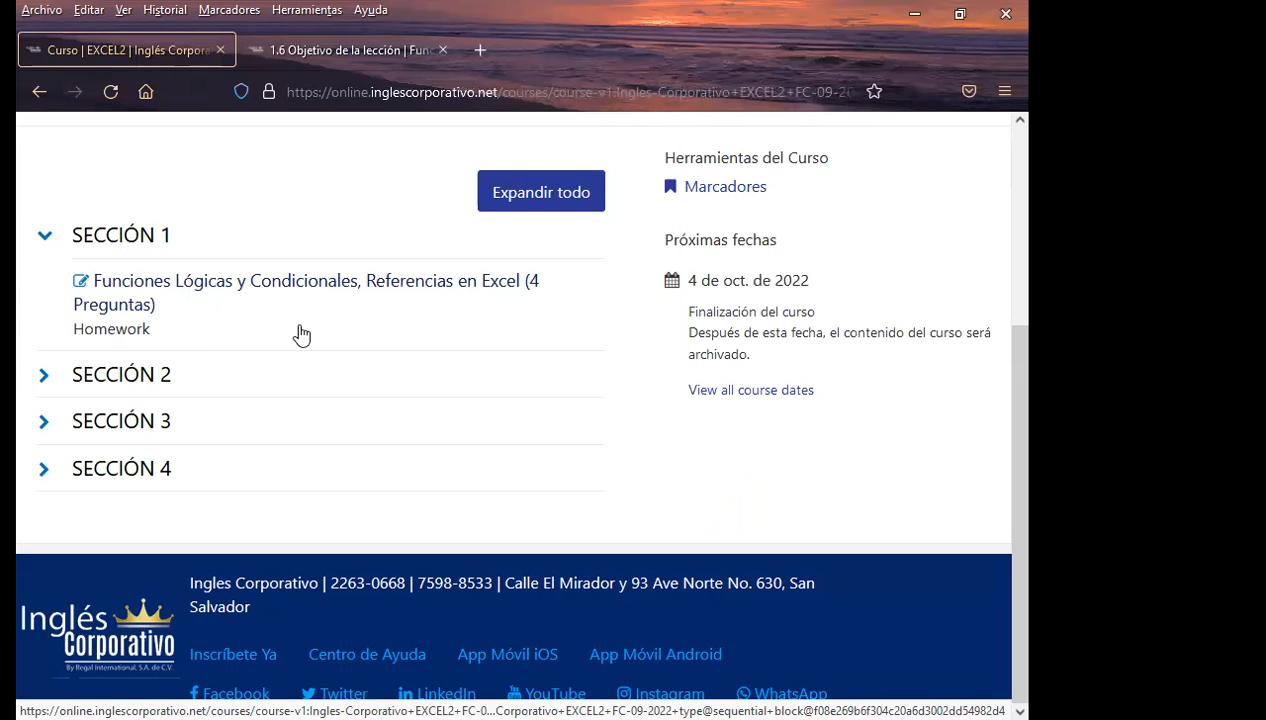 Archivo Editar Ver Historial Marcadores Herramientas Ayuda
Curso | EXCEL2 | Inglés Corpora
1.6 Objetivo de la lección | Func
https://online.inglescorporativo.net/courses/course-v1:Ingles-Corporativo+EXCEL2+FC-09-20
Herramientas del Curso
Marcadores
Expandir todo
Próximas fechas
SECCIÓN 1
4 de oct. de 2022
Funciones Lógicas y Condicionales, Referencias en Excel (4
Preguntas)
Homework
Finalización del curso
Después de esta fecha, el contenido del curso será
archivado.
View all course dates
SECCIÓN 2
SECCIÓN 3
SECCIÓN 4
Ingles Corporativo | 2263-0668 | 7598-8533 | Calle El Mirador y 93 Ave Norte No. 630, San
Salvador
Inglés
Corporativo
By Regal International, S.A. de C.V.
Inscríbete Ya Centro de Ayuda App Móvil iOS App Móvil Android
Facebook Twitter LinkedIn YouTube Instagram WhatsApp
https://online.inglescorporativo.net/courses/course-v1:Ingles-Corporativo+EXCEL2+FC-0...Corporativo+EXCEL2+FC-09-2022+type@sequential+block@f08e269b6f304c20a6d3002dd54982d4